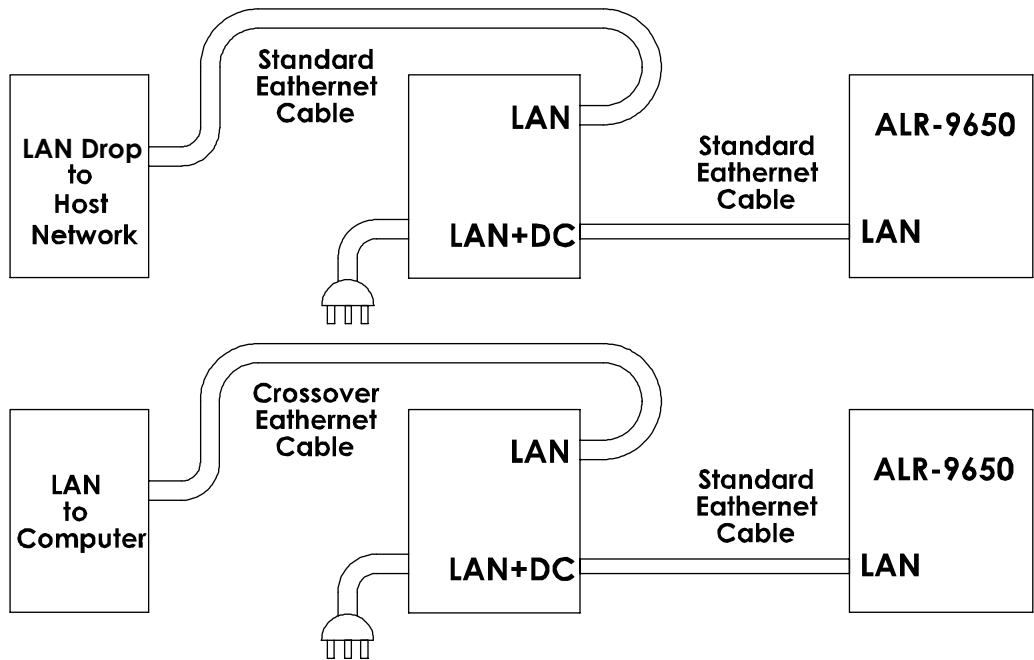 Standard
Eathernet
Cable
LAN Drop
to
Host
Network
LAN
LAN+DC
Standard
Eathernet
Cable
ALR-9650
LAN
Crossover
Eathernet
Cable
LAN
to
Computer
LAN
LAN+DC
Standard
Eathernet
Cable
ALR-9650
LAN